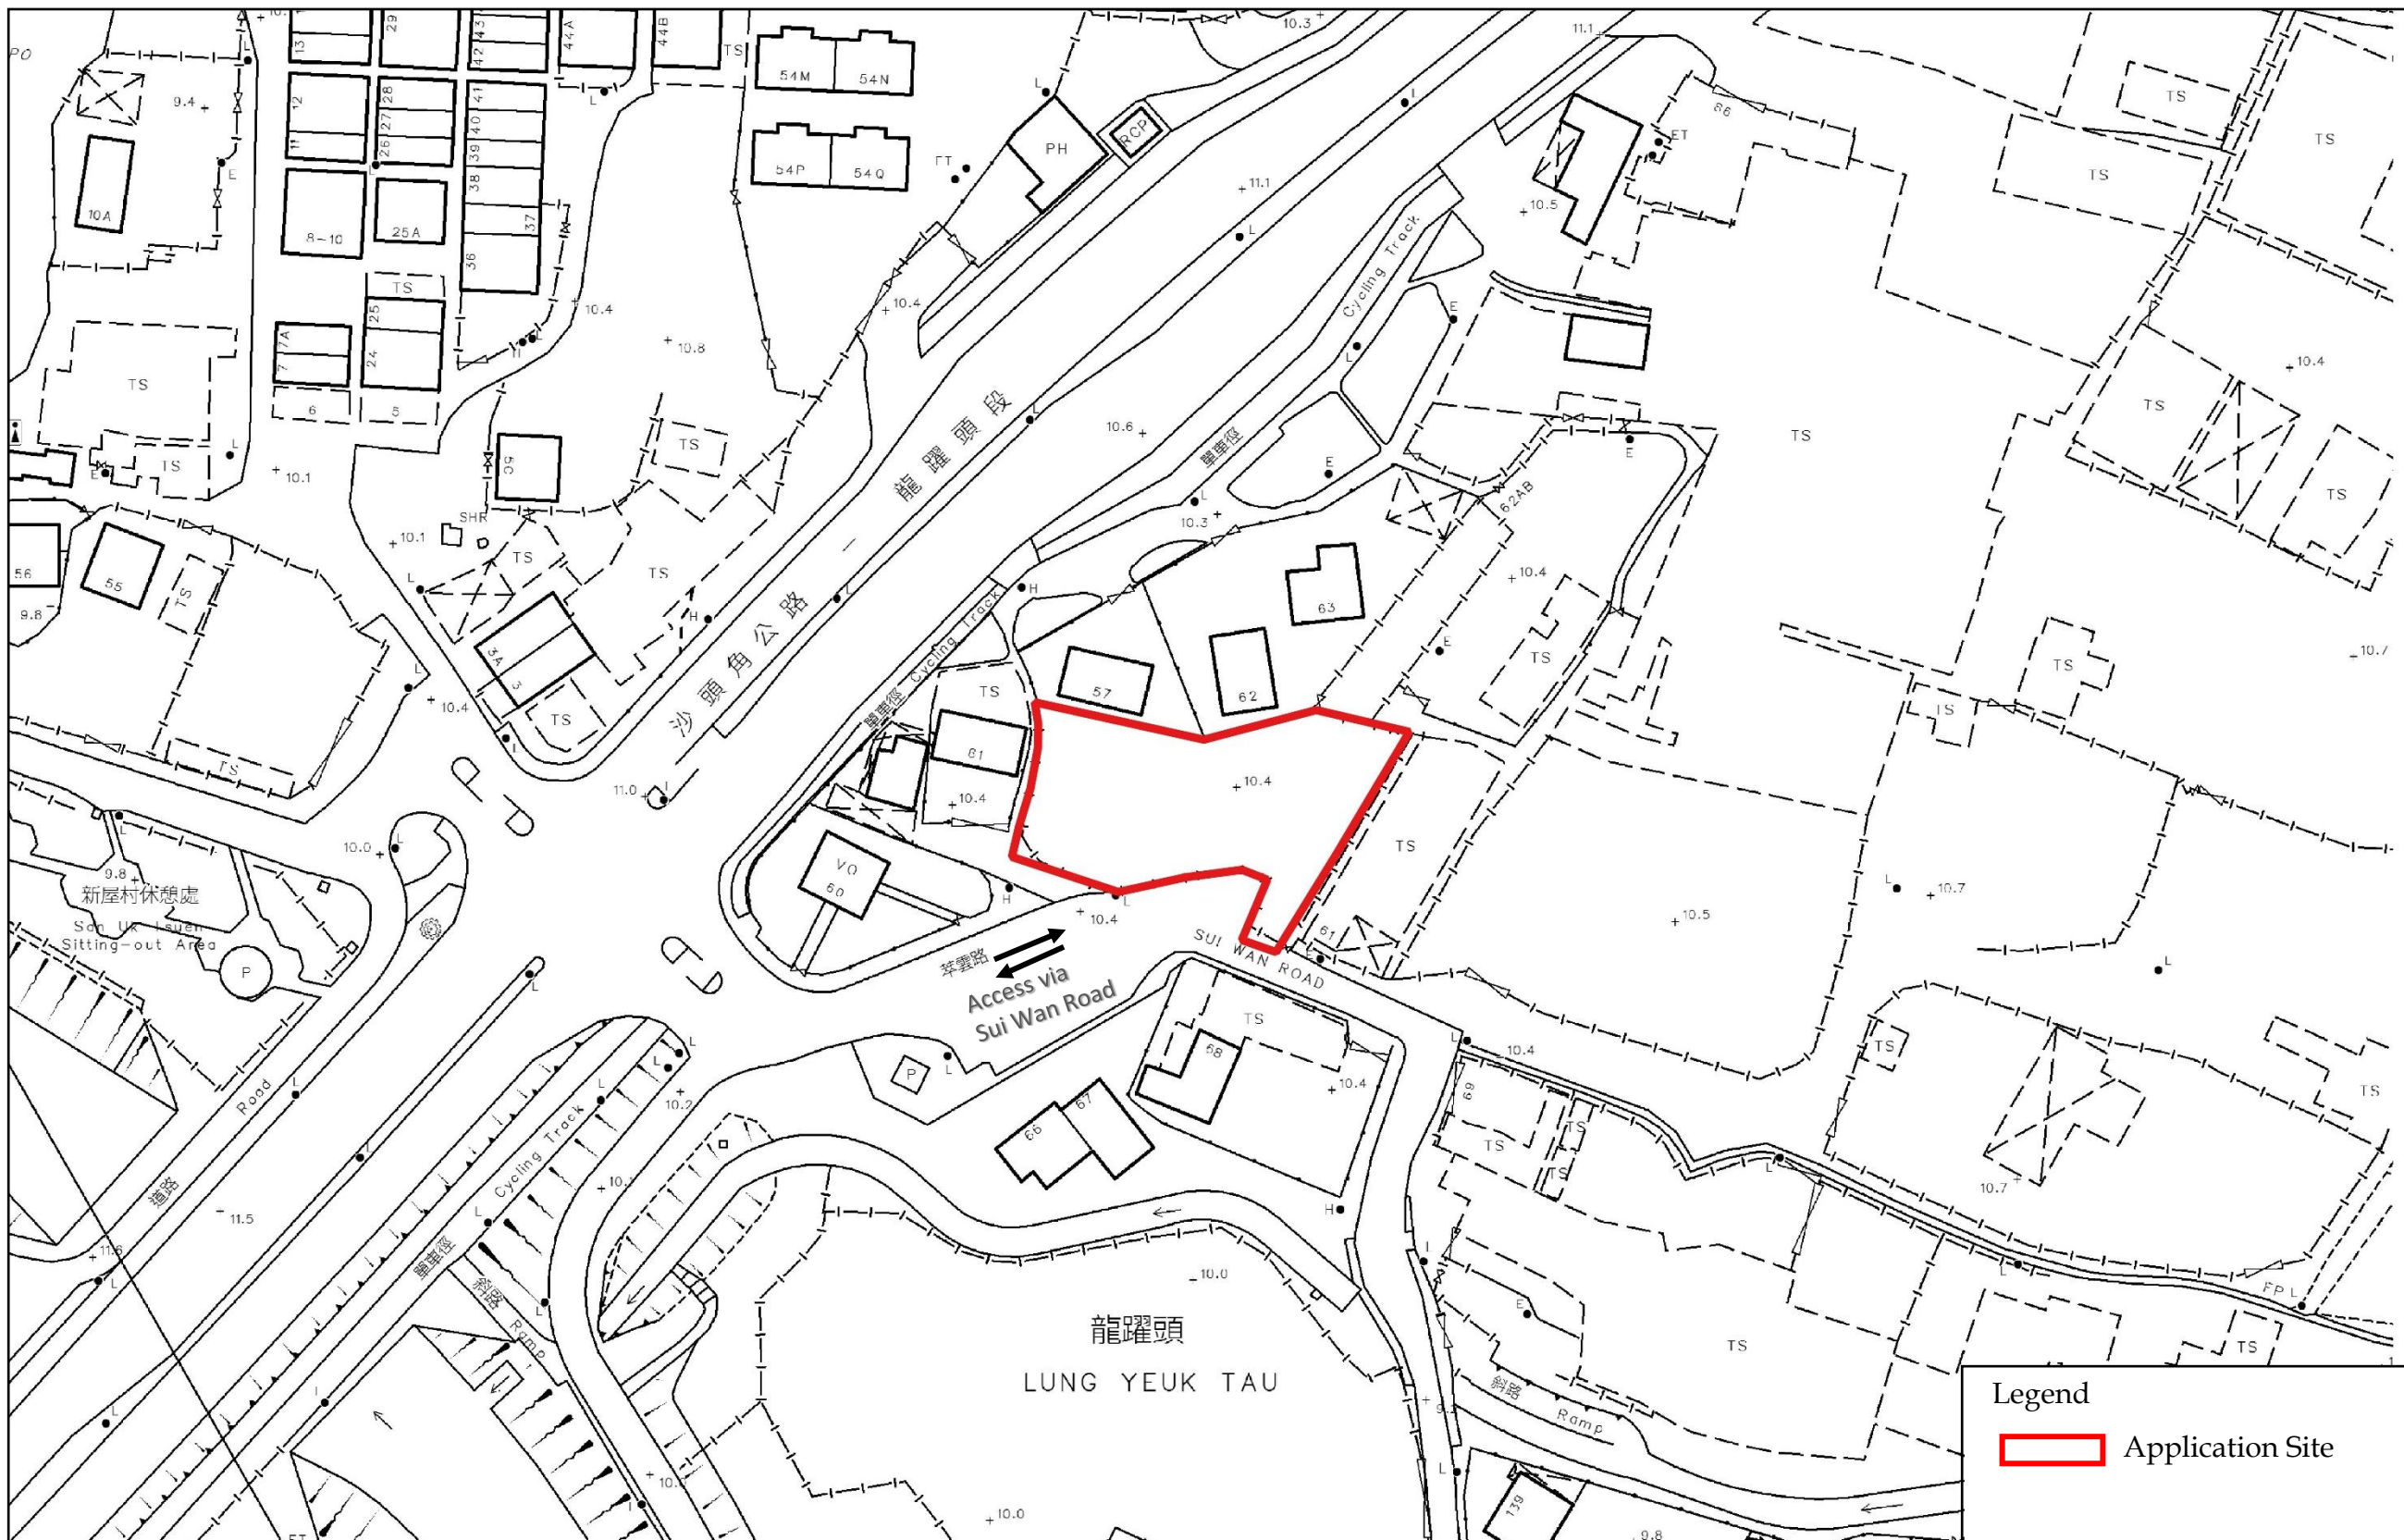 PO
13
29
42 43
44A
44B
TS
54M
54N
10.3
11.1
9.4
12
11
28
27
26
41
40
39
38
37
36
54P
54Q
PH
RCP
11.1
ET
86
10.5
TS
TS
TS
E
10A
8-10
25A
TS
10.4
10.8
10.4
Cycling Track
7A
7
25
24
6
5
TS
10.1
TS
5C
TS
龍躍頭段
10.6
單車徑
10.3
62AB
TS
10.4
TS
TS
56
55
TS
9.8
10.1
SHR
TS
TS
3A
3
TS
沙頭角公路
單車徑 Cycling Track
TS
57
62
63
10.4
TS
TS
TS
10.7
10.4
TS
11.0
61
10.4
10.4
TS
10.5
10.7
10.0
9.8
新屋村休憩處
San Uk Tsuen
Sitting-out Area
P
VO
60
H
10.4
L
萃雲路
SUI WAN ROAD
61
Access via
Sui Wan Road
TS
68
10.4
P
66
67
69
10.4
TS
TS
TS
TS
TS
10.7
道路
Road
11.5
11.6
單車徑
Cycling Track
10.2
斜路
Ramp
10.0
龍躍頭
LUNG YEUK TAU
H
E
TS
TS
FP L
斜路
Ramp
139
9.8
10.0
Legend
Application Site